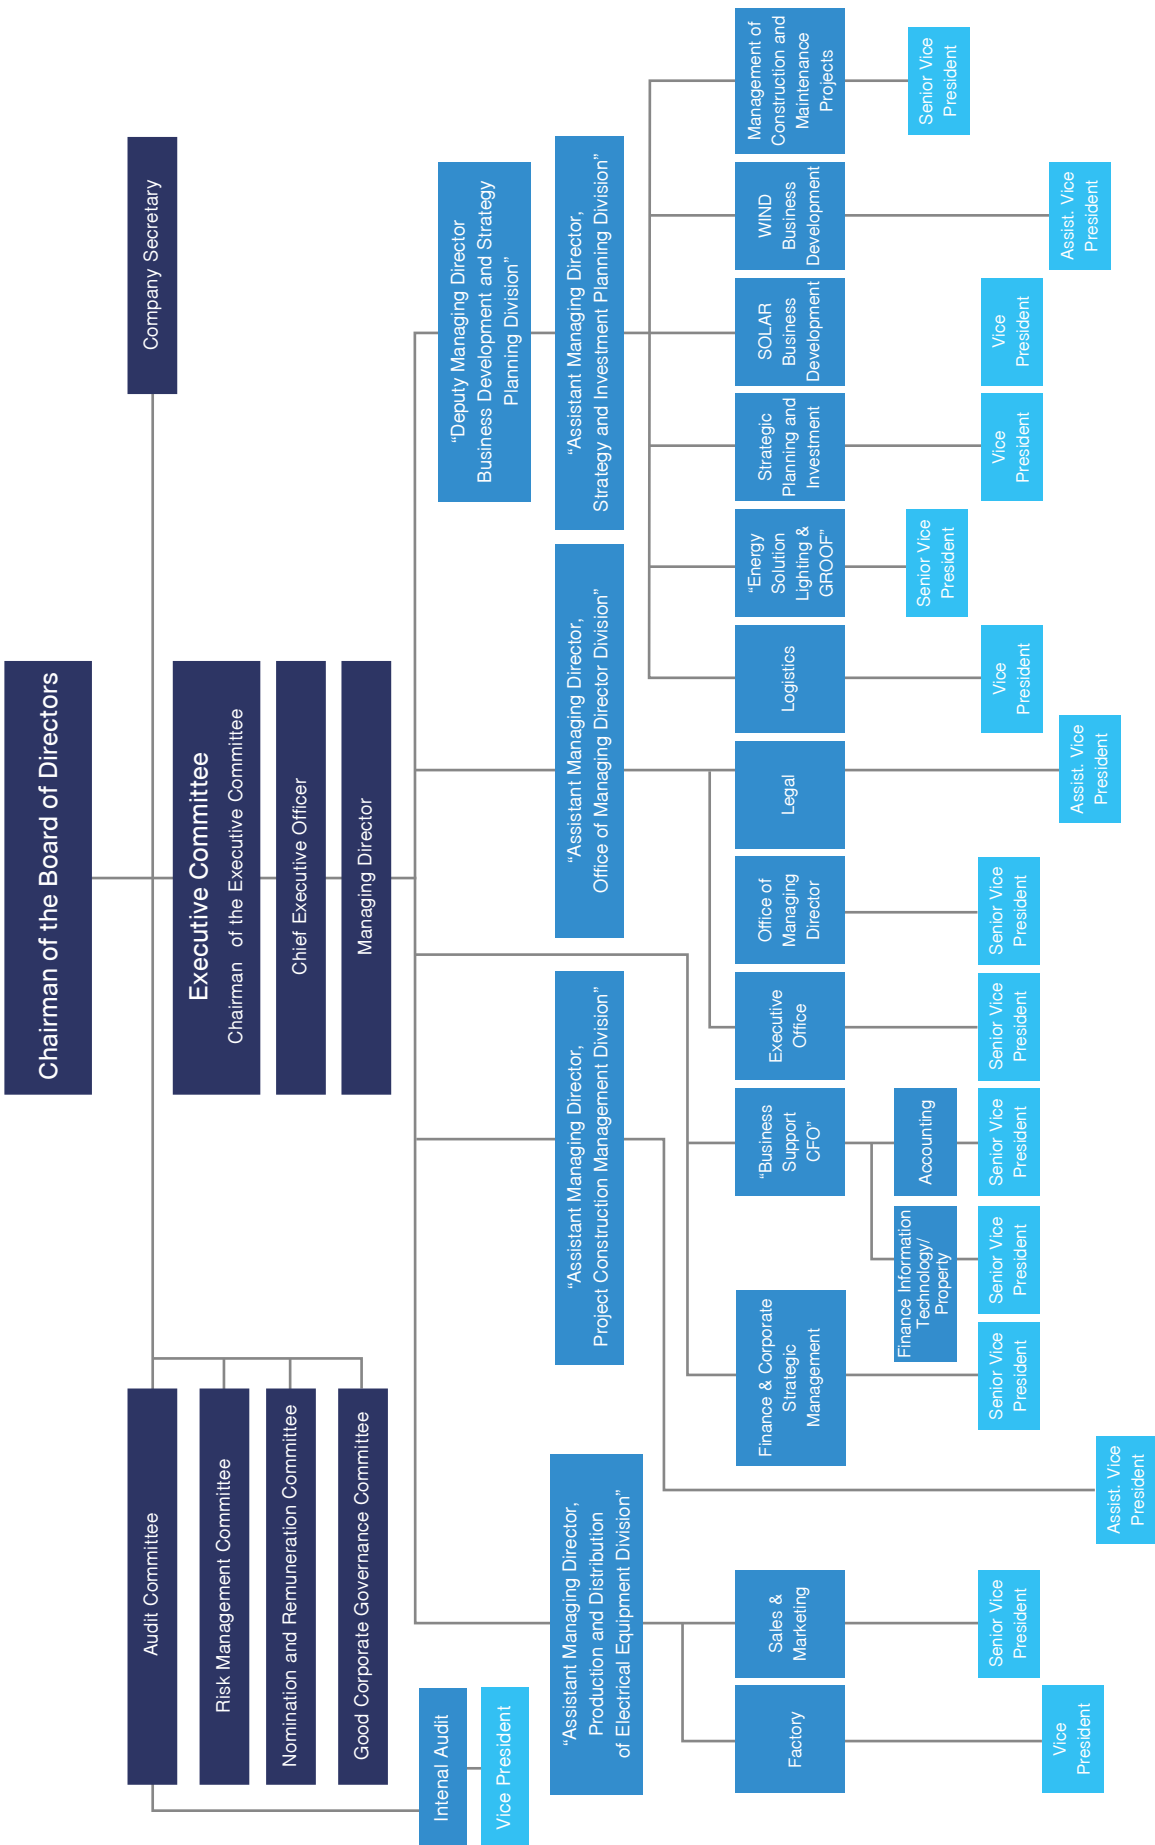 Chairman of the Board of Directors
Company Secretary
Audit Committee
Risk Management Committee
Nomination and Remuneration Committee
Good Corporate Governance Committee
Intenal Audit
Vice President
Executive Committee
Chairman of the Executive Committee
Chief Executive Officer
Managing Director
“Assistant Managing Director,
Production and Distribution
of Electrical Equipment Division”
“Assistant Managing Director,
Project Construction Management Division”
“Assistant Managing Director,
Office of Managing Director Division”
“Deputy Managing Director
Business Development and Strategy
Planning Division”
“Assistant Managing Director,
Strategy and Investment Planning Division”
Factory
Sales &
Marketing
Finance & Corporate
Strategic
Management
“Business
Support
CFO”
Executive
Office
Office of
Managing
Director
Legal
Logistics
“Energy
Solution
Lighting &
GROOF”
Strategic
Planning and
Investment
SOLAR
Business
Development
WIND
Business
Development
Management of
Construction and
Maintenance
Projects
Finance Information
Technology/
Property
Accounting
Vice
President
Senior Vice
President
Assist. Vice
President
Senior Vice
President
Senior Vice
President
Senior Vice
President
Senior Vice
President
Senior Vice
President
Assist. Vice
President
Vice
President
Senior Vice
President
Vice
President
Vice
President
Assist. Vice
President
Senior Vice
President